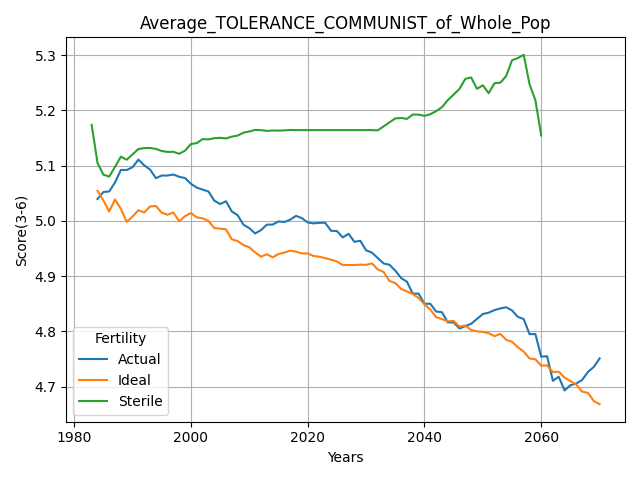 Average_TOLERANCE_COMMUNIST_of_Whole_Pop
Score(3-6)
5.3
5.2
5.1
5.0
4.9
4.8
4.7
Fertility
Actual
Ideal
Sterile
1980 2000 2020 2040 2060
Years